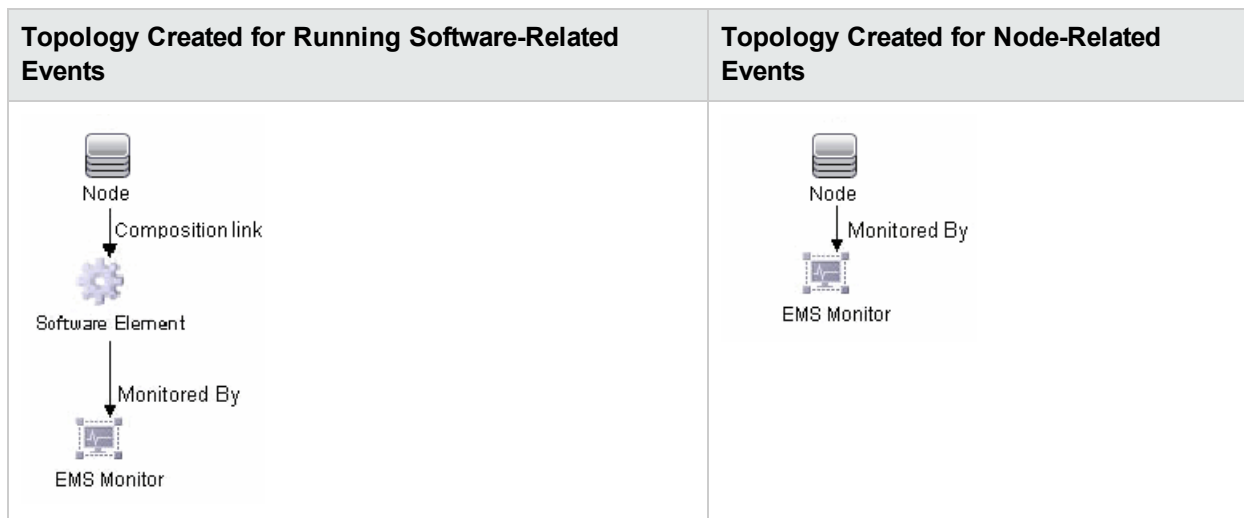 Topology Created for Running Software-Related
Events
Topology Created for Node-Related
Events
Node
Composition link
Software Element
Monitored By
EMS Monitor
Node
Monitored By
EMS Monitor